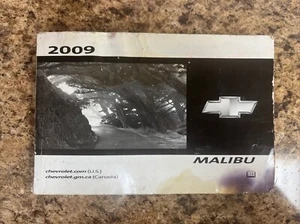 2009
MALIBU
chevrolet.com (U.S.)
chevrolet.gm.ca (Canada)